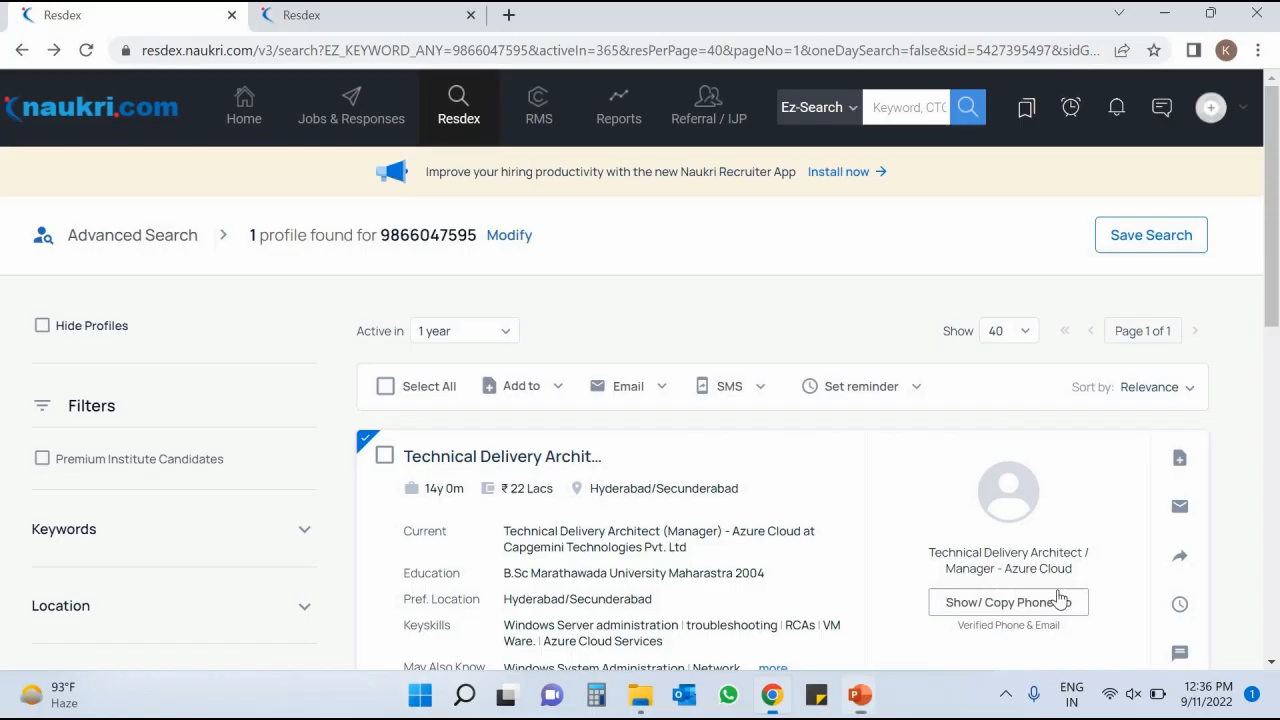 Resdex
Resdex
resdex.naukri.com/v3/search?EZ_KEYWORD_ANY=9866047595&activeIn=365&resPerPage=40&pageNo=1&oneDaySearch=false&sid=5427395497&sidG...
K
naukri.com
Home
Jobs & Responses
Resdex
RMS
Reports
Referral / IJP
Ez-Search
Keyword, CTC
Improve your hiring productivity with the new Naukri Recruiter App Install now →
Advanced Search > 1 profile found for 9866047595 Modify
Save Search
Hide Profiles
Active in 1 year
Show 40
Page 1 of 1
Select All
Add to
Email
SMS
Set reminder
Sort by: Relevance
Filters
Premium Institute Candidates
Keywords
Location
Technical Delivery Archit...
14y 0m
₹ 22 Lacs
Hyderabad/Secunderabad
Current Technical Delivery Architect (Manager) - Azure Cloud at
Capgemini Technologies Pvt. Ltd
Education B.Sc Marathawada University Maharastra 2004
Pref. Location Hyderabad/Secunderabad
Keyskills Windows Server administration | troubleshooting | RCAs | VM
Ware. | Azure Cloud Services
May Also Know Windows System Administration | Network... more
Technical Delivery Architect /
Manager - Azure Cloud
Show/ Copy Phone
Verified Phone & Email
93°F
Haze
ENG
IN
12:36 PM
9/11/2022
1